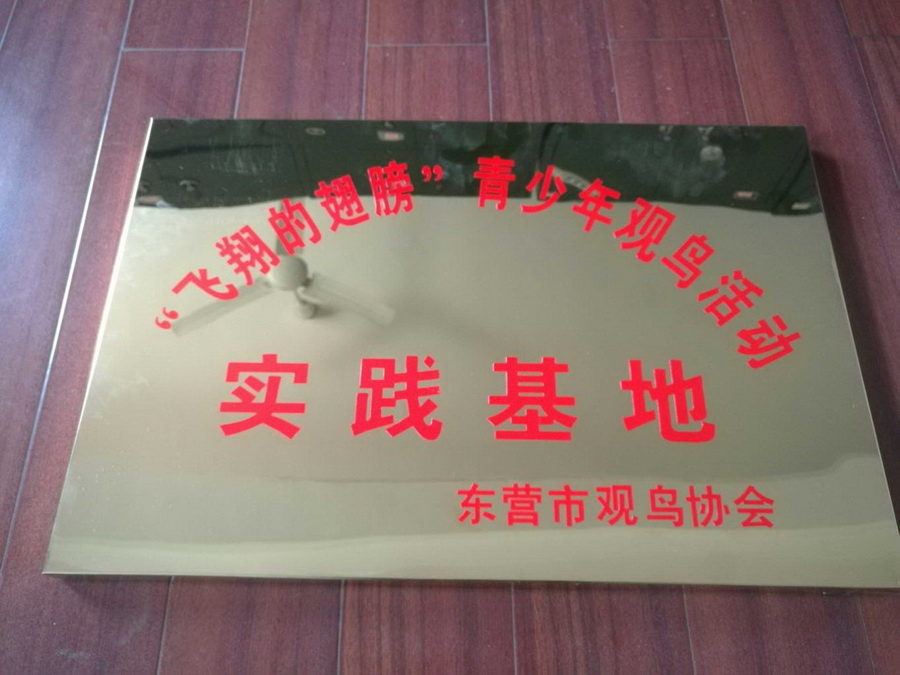 “飞翔的翅膀”青少年观鸟活动
实践基地
东营市观鸟协会